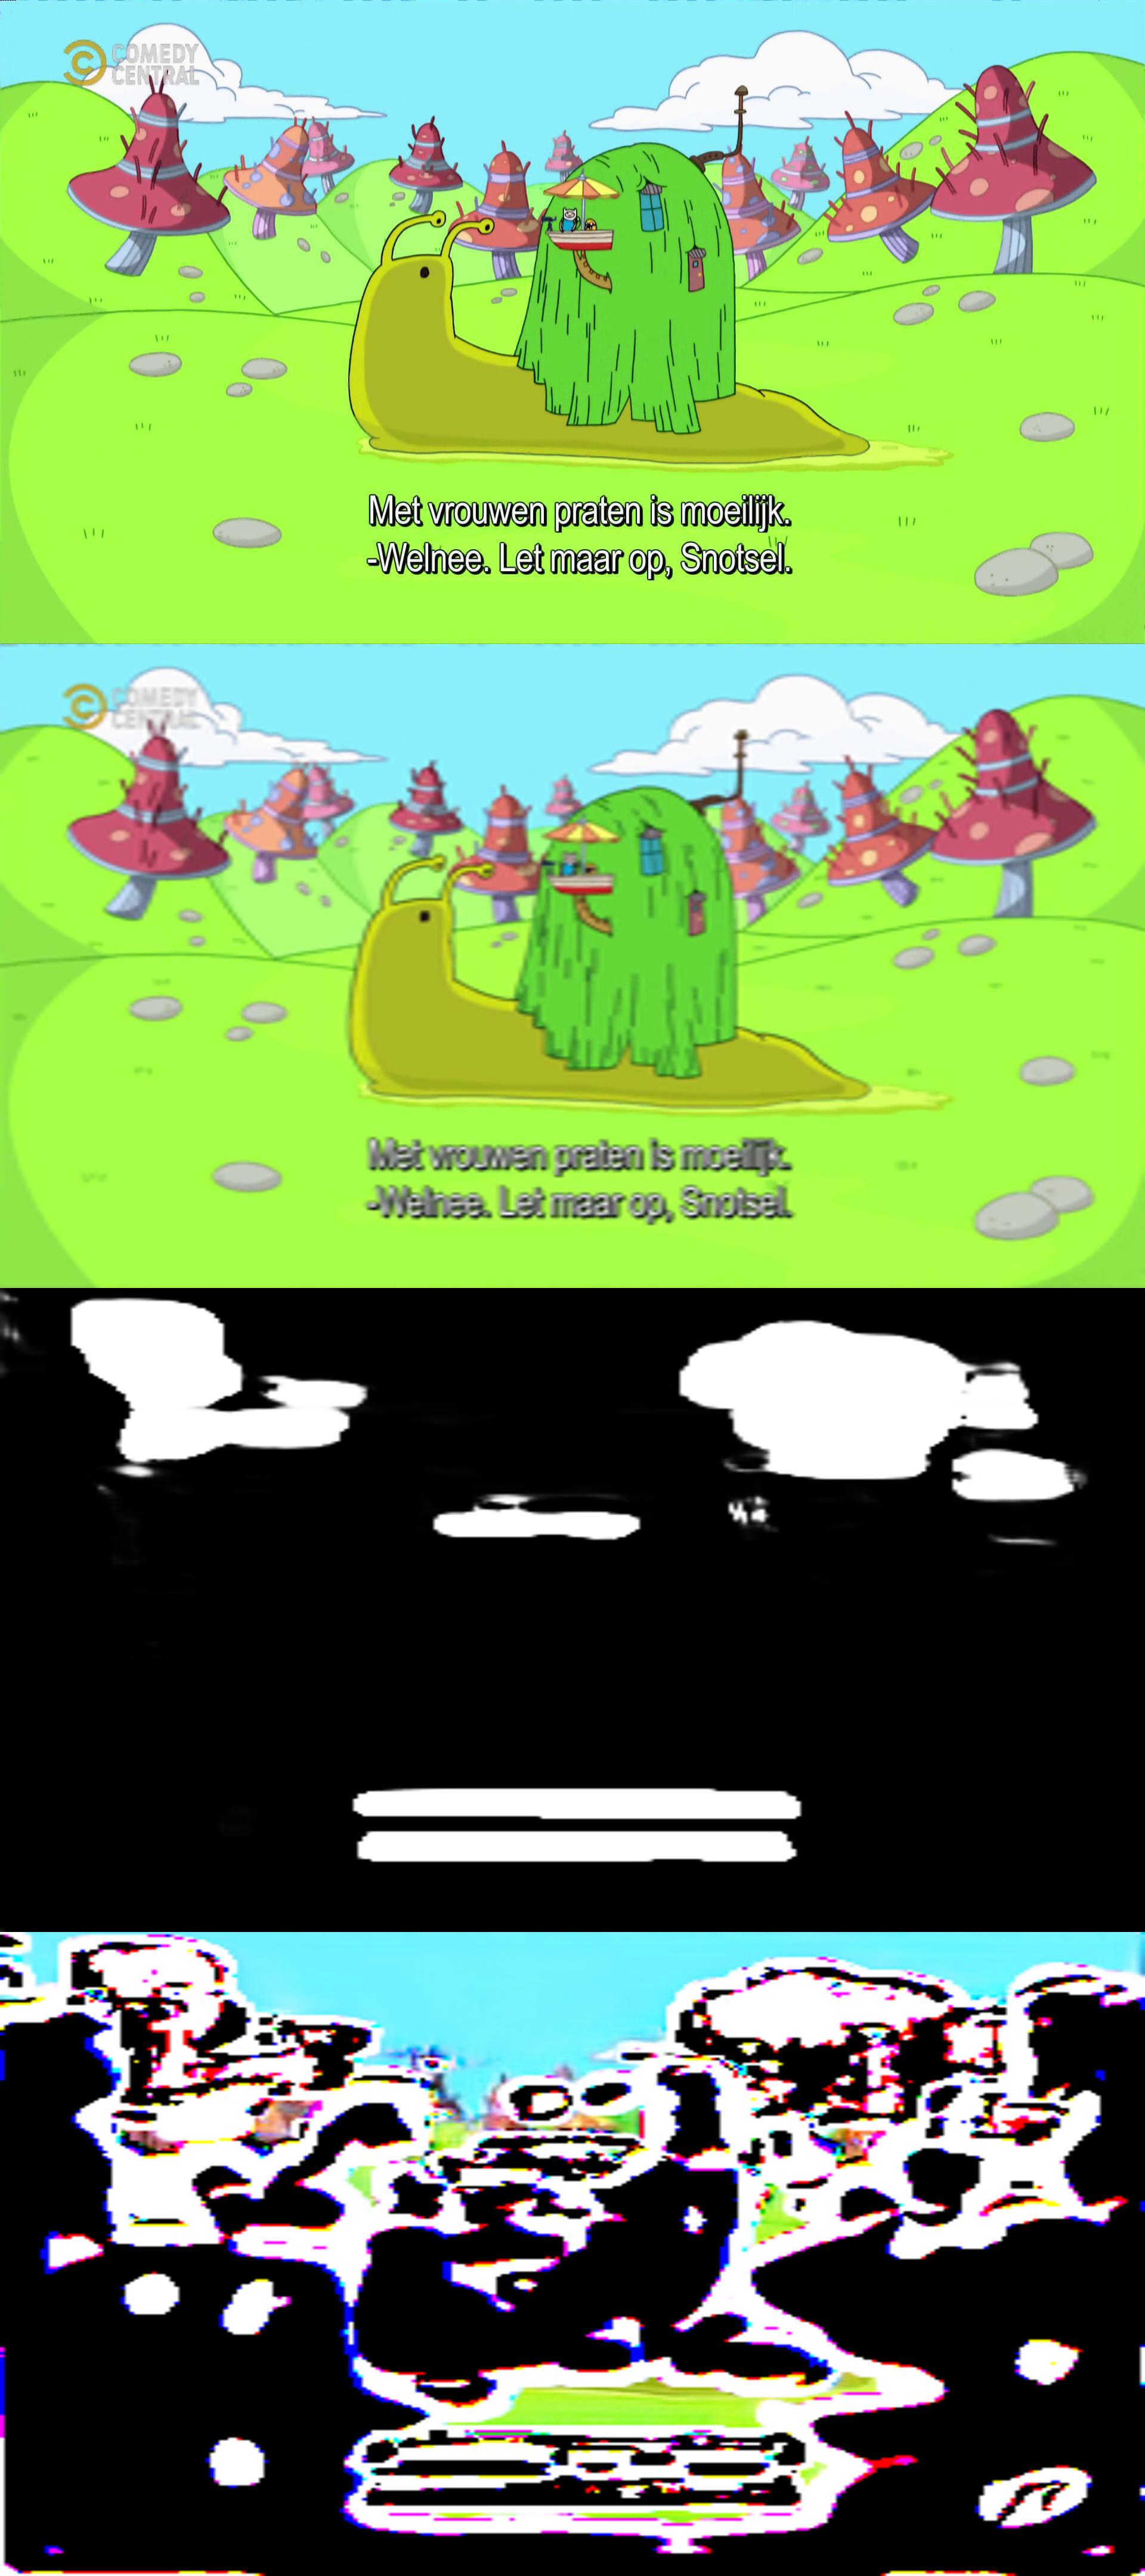 COMEDY
CENTRAL
Met vrouwen praten is moeilijk.
-Welnee. Let maar op, Snotsel.
COMEDY
CENTRAL
Met vrouwen praten is moeilijk.
-Welnee. Let maar op, Snotsel.